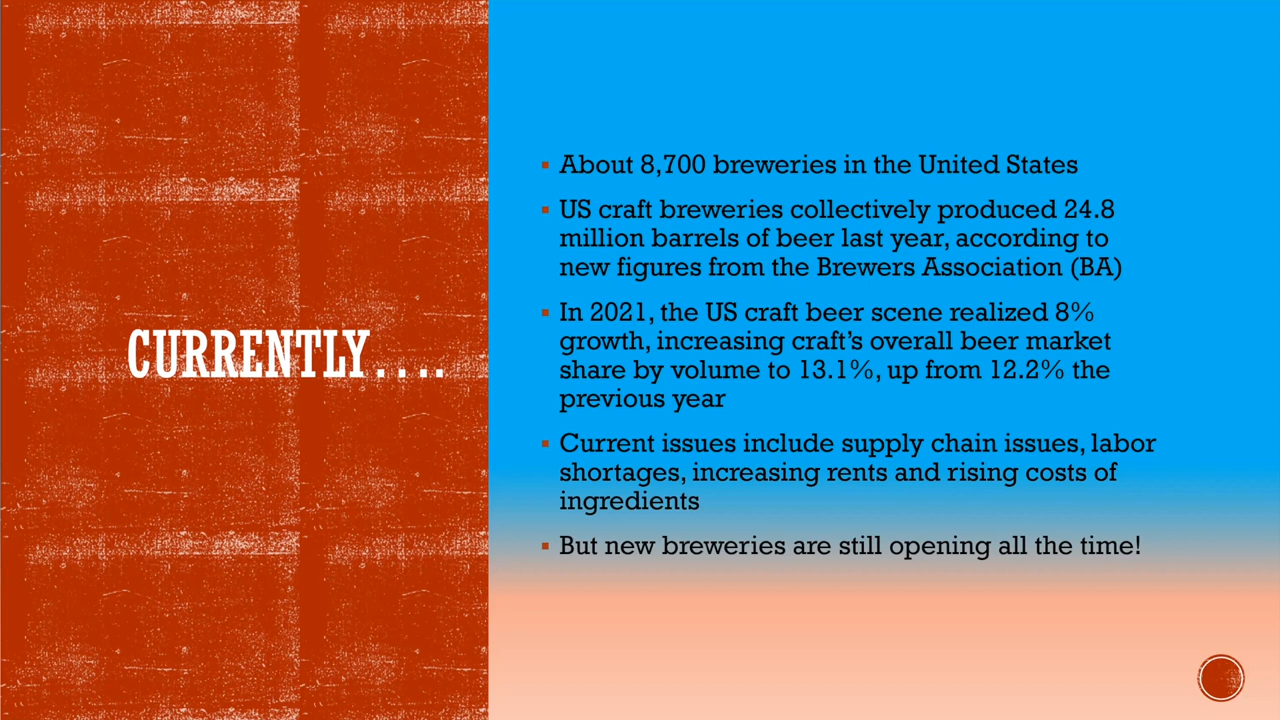 CURRENTLY....
▪ About 8,700 breweries in the United States
▪ US craft breweries collectively produced 24.8
million barrels of beer last year, according to
new figures from the Brewers Association (BA)
▪ In 2021, the US craft beer scene realized 8%
growth, increasing craft’s overall beer market
share by volume to 13.1%, up from 12.2% the
previous year
▪ Current issues include supply chain issues, labor
shortages, increasing rents and rising costs of
ingredients
▪ But new breweries are still opening all the time!